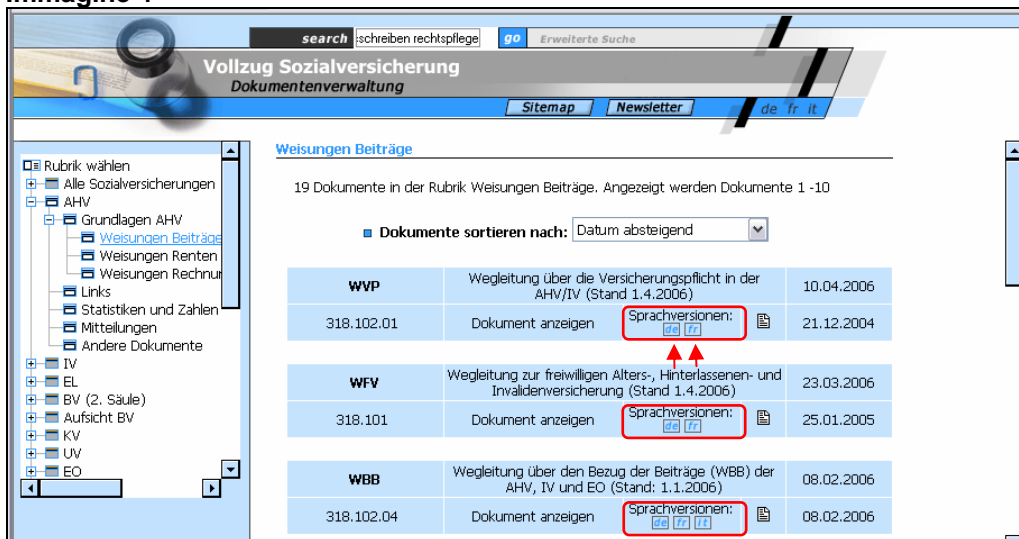 Immagine 4
search schreiben rechtspflege go Erweiterte Suche
Vollzug Sozialversicherung
Dokumentenverwaltung
Sitemap Newsletter de fr it
Rubrik wählen
Alle Sozialversicherungen
AHV
Grundlagen AHV
Weisungen Beiträge
Weisungen Renten
Weisungen Rechnu
Links
Statistiken und Zahlen
Mitteilungen
Andere Dokumente
IV
EL
BV (2. Säule)
Aufsicht BV
KV
UV
EO
Weisungen Beiträge
19 Dokumente in der Rubrik Weisungen Beiträge. Angezeigt werden Dokumente 1 -10
Dokumente sortieren nach: Datum absteigend
WVP Wegleitung über die Versicherungspflicht in der AHV/IV (Stand 1.4.2006) 10.04.2006
318.102.01 Dokument anzeigen Sprachversionen: de fr 21.12.2004
WFV Wegleitung zur freiwilligen Alters-, Hinterlassenen- und Invalidenversicherung (Stand 1.4.2006) 23.03.2006
318.101 Dokument anzeigen Sprachversionen: de fr 25.01.2005
WBB Wegleitung über den Bezug der Beiträge (WBB) der AHV, IV und EO (Stand: 1.1.2006) 08.02.2006
318.102.04 Dokument anzeigen Sprachversionen: de fr it 08.02.2006